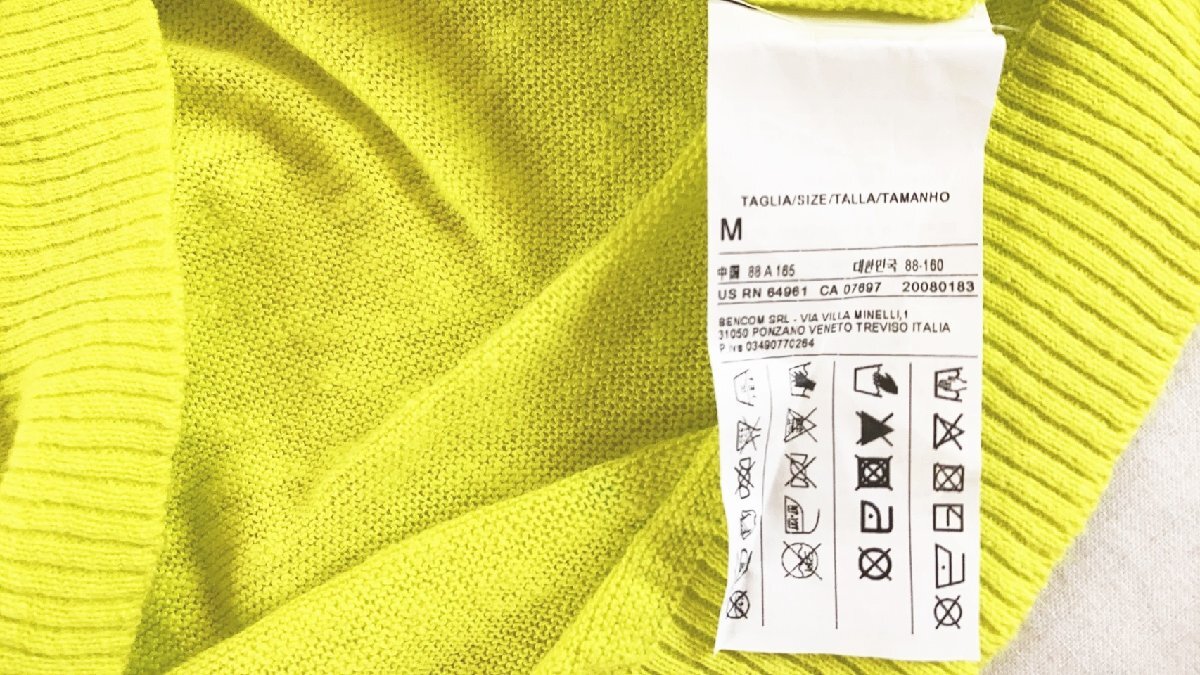 TAGLIA/SIZE/TALLA/TAMANHO
M
中国 88 A 165 대한민국 88-160
US RN 64961 CA 07697 20080183
BENCOM SRL - VIA VILLA MINELLI,1
31050 PONZANO VENETO TREVISO ITALIA
P Iva 03490770264